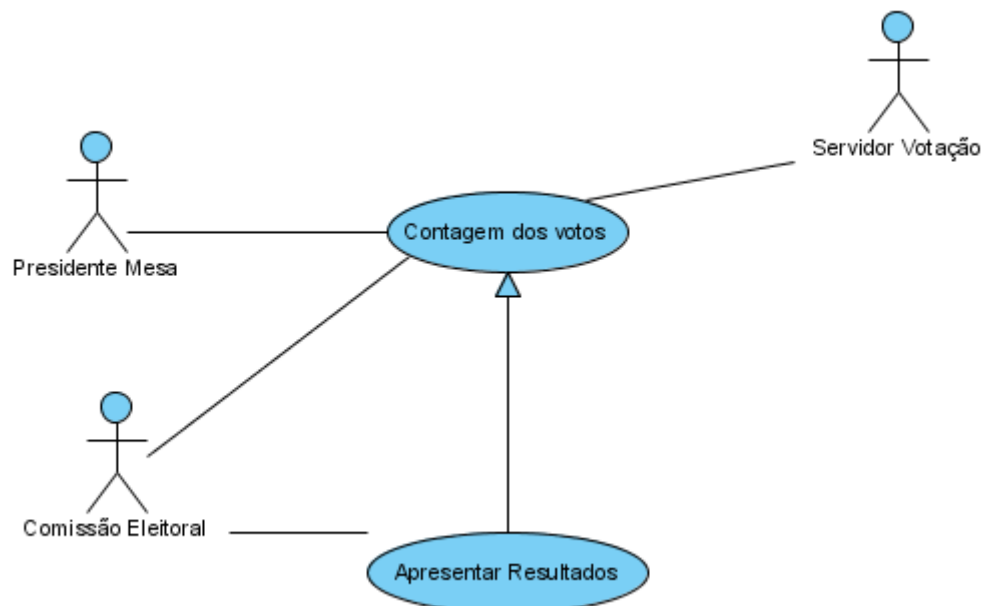 Servidor Votação
Contagem dos votos
Presidente Mesa
Comissão Eleitoral
Apresentar Resultados